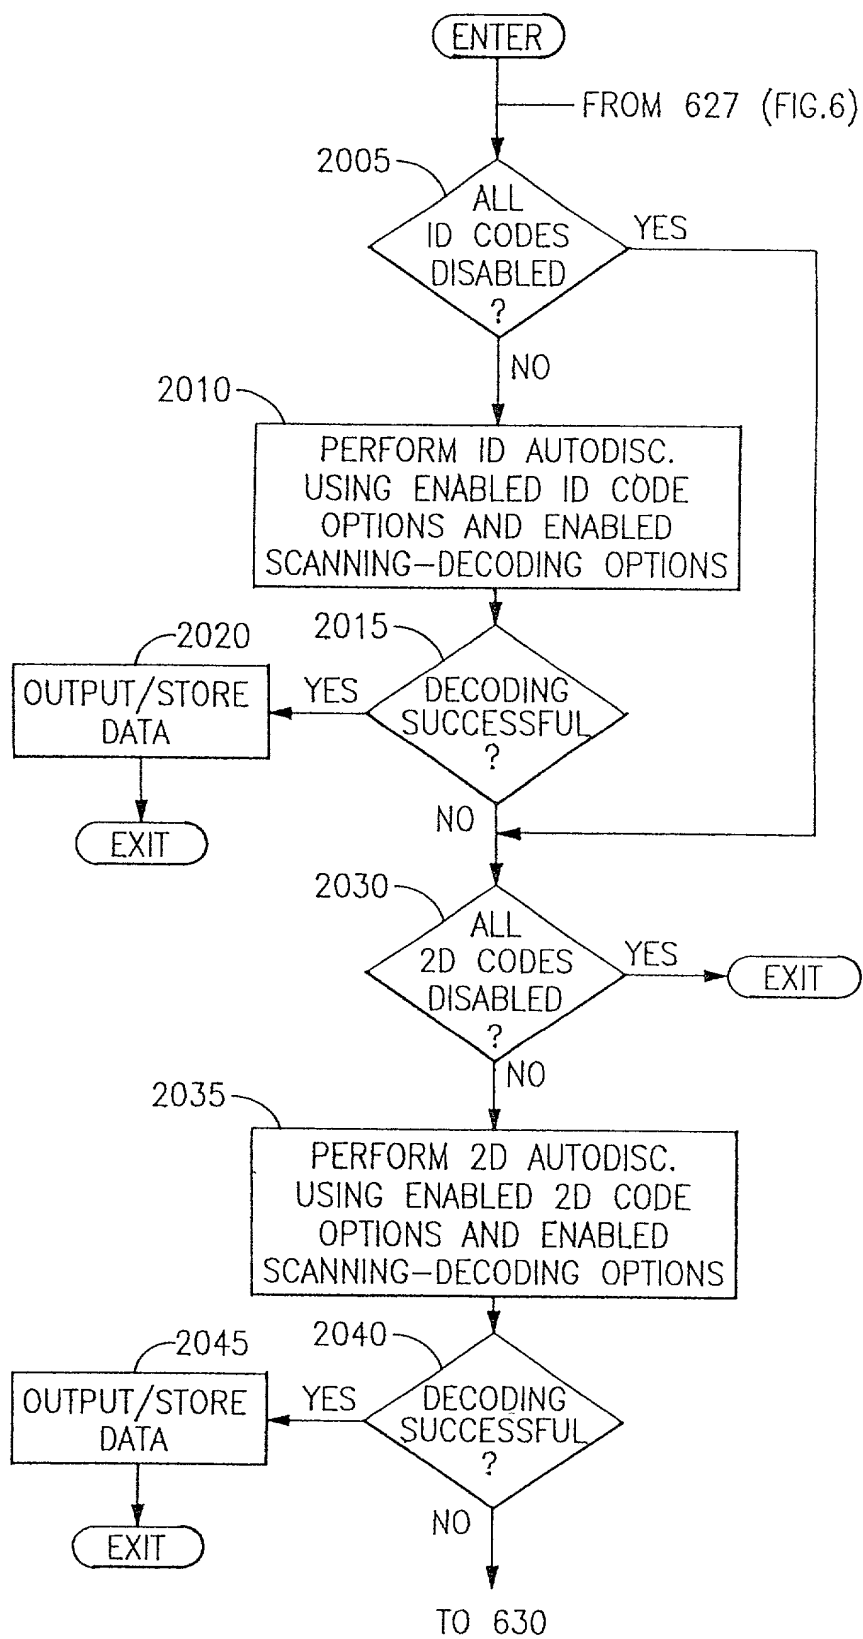 ENTER
FROM 627 (FIG.6)
2005
ALL
ID CODES
DISABLED
?
YES
NO
2010
PERFORM ID AUTODISC.
USING ENABLED ID CODE
OPTIONS AND ENABLED
SCANNING-DECODING OPTIONS
2015
2020
DECODING
SUCCESSFUL
?
YES
OUTPUT/STORE
DATA
EXIT
NO
2030
ALL
2D CODES
DISABLED
?
YES
EXIT
NO
2035
PERFORM 2D AUTODISC.
USING ENABLED 2D CODE
OPTIONS AND ENABLED
SCANNING-DECODING OPTIONS
2040
2045
DECODING
SUCCESSFUL
?
YES
OUTPUT/STORE
DATA
EXIT
NO
TO 630